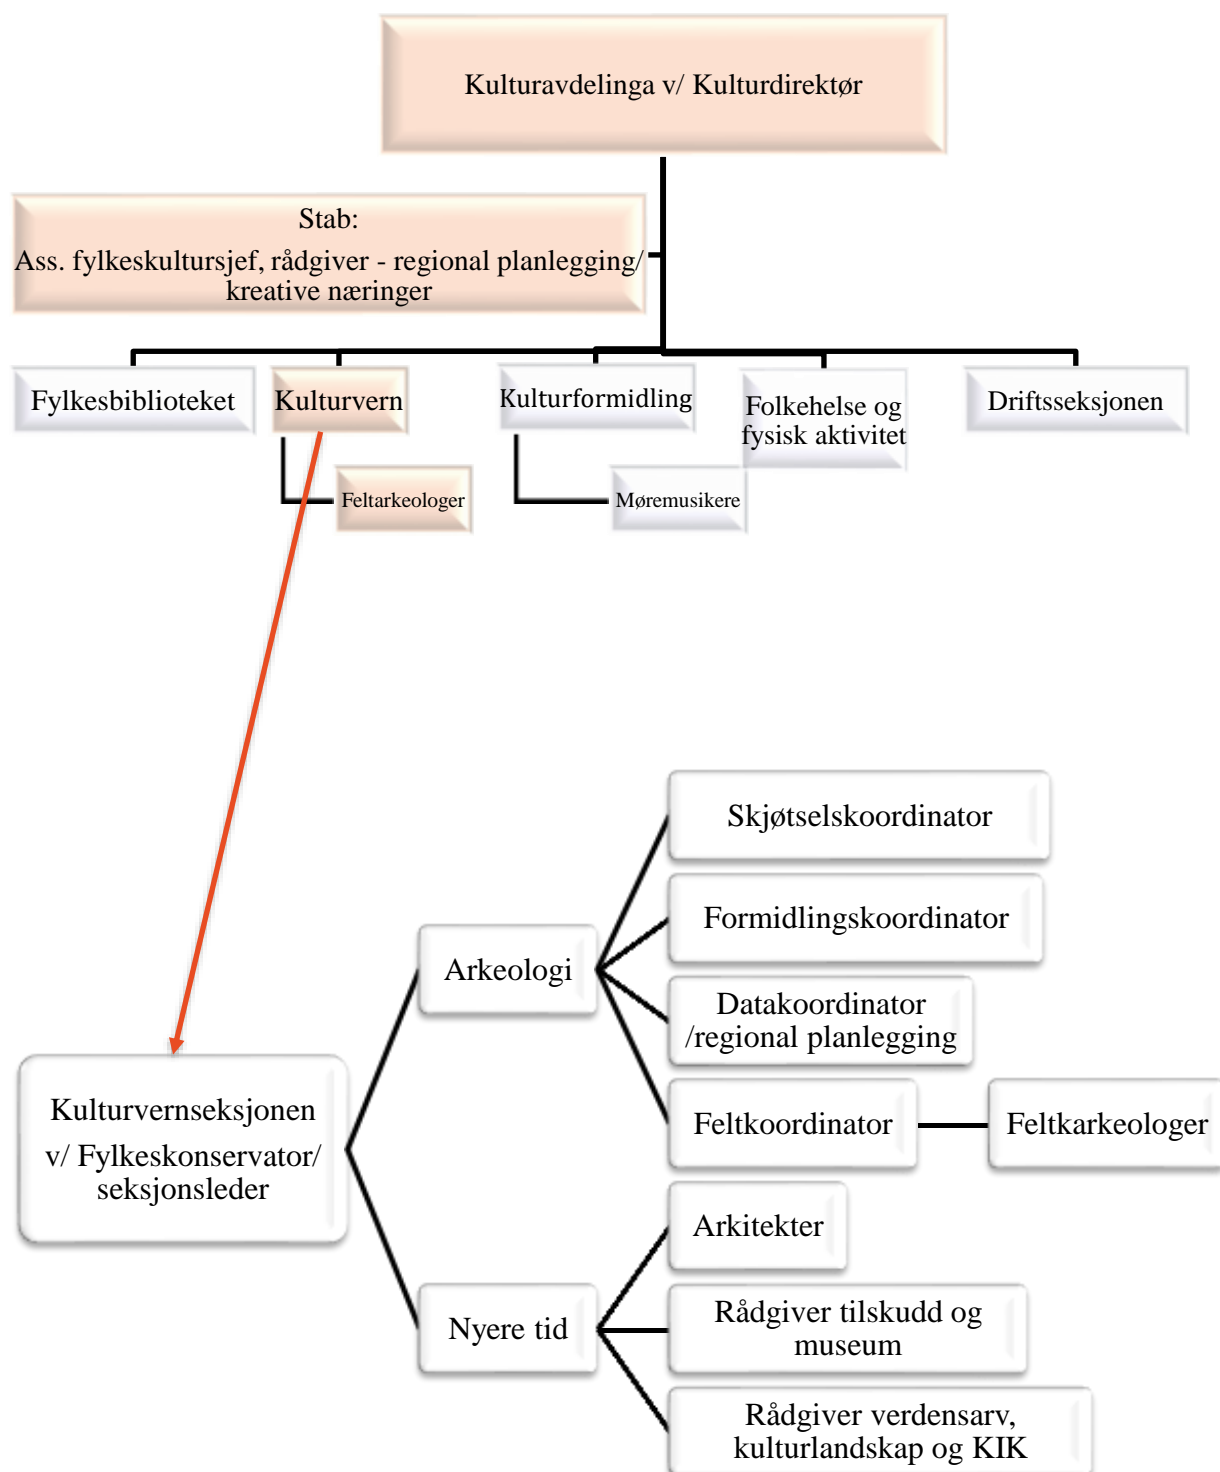 Kulturavdelinga v/ Kulturdirektør
Stab:
Ass. fylkeskultursjef, rådgiver - regional planlegging/
kreative næringer
Fylkesbiblioteket
Kulturvern
Kulturformidling
Folkehelse og
fysisk aktivitet
Driftsseksjonen
Feltarkeologer
Møremusikere
Skjøtselskoordinator
Formidlingskoordinator
Arkeologi
Datakoordinator
/regional planlegging
Feltkoordinator
Feltkarkeologer
Kulturvernseksjonen
v/ Fylkeskonservator/
seksjonsleder
Arkitekter
Nyere tid
Rådgiver tilskudd og
museum
Rådgiver verdensarv,
kulturlandskap og KIK